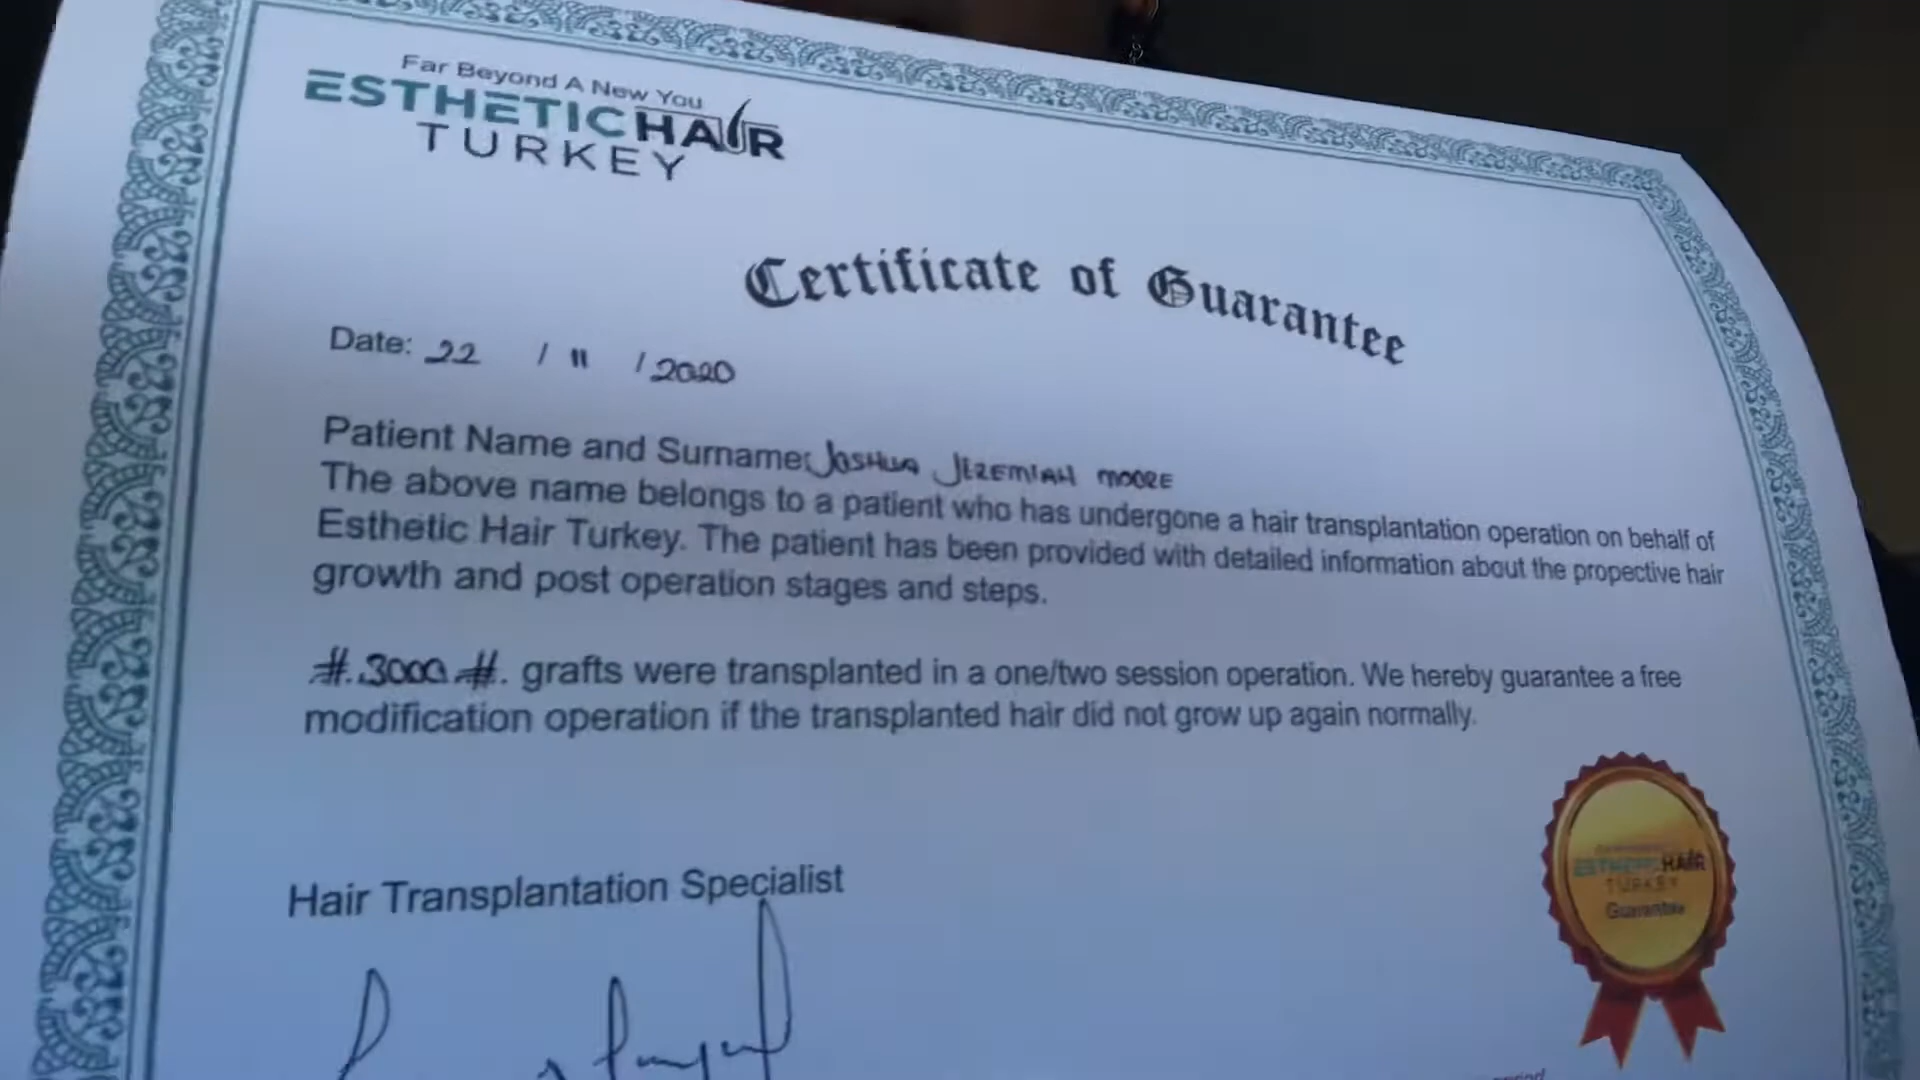 Far Beyond A New You
ESTHETICHAIR
TURKEY
Certificate of Guarantee
Date: 22 / 11 / 2020
Patient Name and Surname: JOSHUA JEREMIAH MOORE
The above name belongs to a patient who has undergone a hair transplantation operation on behalf of
Esthetic Hair Turkey. The patient has been provided with detailed information about the propective hair
growth and post operation stages and steps.
#.3000.#. grafts were transplanted in a one/two session operation. We hereby guarantee a free
modification operation if the transplanted hair did not grow up again normally.
Hair Transplantation Specialist
ESTHETICHAIR
TURKEY
Guarantee